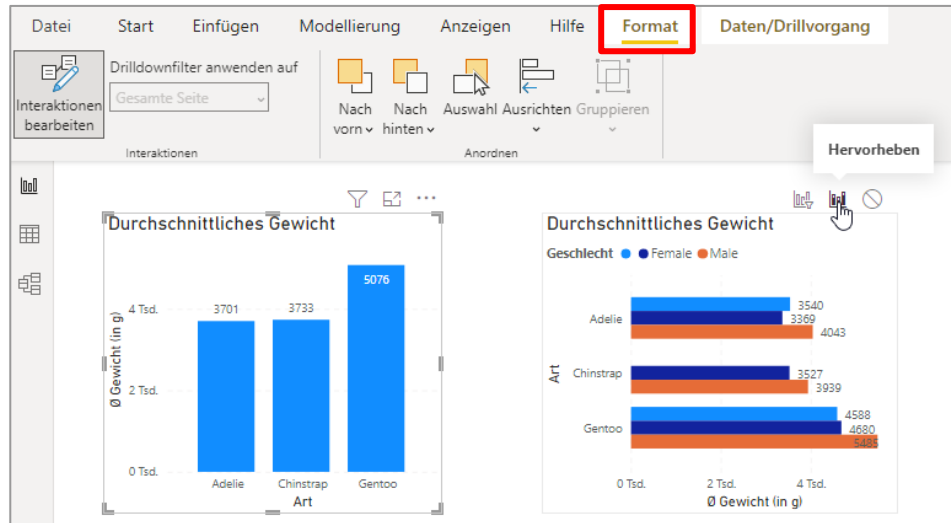 Datei Start Einfügen Modellierung Anzeigen Hilfe Format Daten/Drillvorgang
Interaktionen bearbeiten
Drilldownfilter anwenden auf
Gesamte Seite
Interaktionen
Nach vorn
Nach hinten
Auswahl
Ausrichten
Gruppieren
Anordnen
Hervorheben
Durchschnittliches Gewicht
5076
3701 3733
4 Tsd.
2 Tsd.
0 Tsd.
Ø Gewicht (in g)
Adelie Chinstrap Gentoo
Art
Durchschnittliches Gewicht
Geschlecht Female Male
Art
Adelie
3540
3369
4043
Chinstrap
3527
3939
Gentoo
4588
4680
5485
0 Tsd. 2 Tsd. 4 Tsd.
Ø Gewicht (in g)